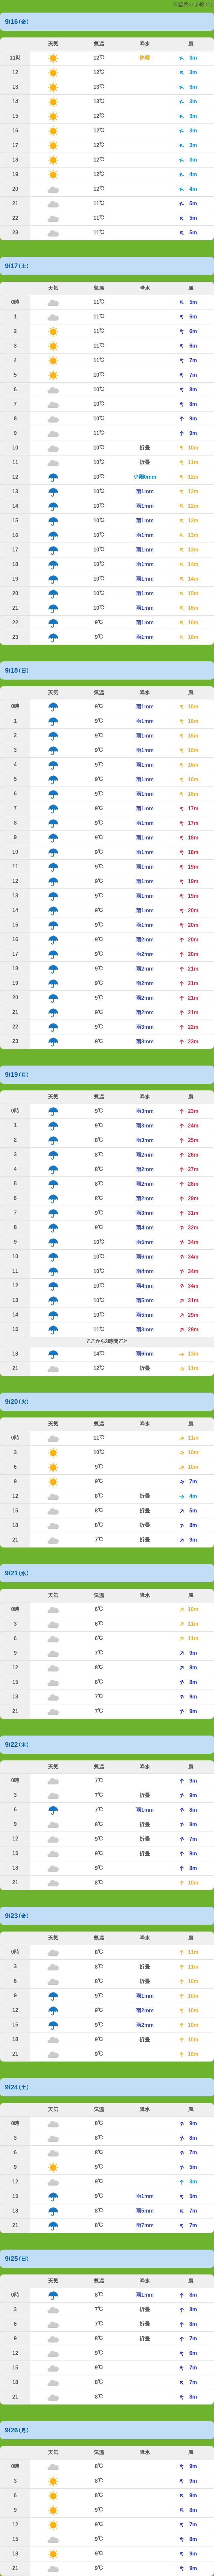 ※緊急の予報です
9/16（金）
天気 気温 降水 風
11時 12℃ 快晴 3m
12 12℃ 3m
13 13℃ 3m
14 13℃ 3m
15 12℃ 3m
16 12℃ 3m
17 12℃ 3m
18 12℃ 3m
19 12℃ 4m
20 12℃ 4m
21 11℃ 5m
22 11℃ 5m
23 11℃ 5m
9/17（土）
天気 気温 降水 風
0時 11℃ 5m
1 11℃ 6m
2 11℃ 6m
3 11℃ 6m
4 11℃ 7m
5 10℃ 7m
6 10℃ 8m
7 10℃ 8m
8 10℃ 9m
9 11℃ 9m
10 10℃ 折畳 10m
11 10℃ 折畳 11m
12 10℃ 小雨0mm 12m
13 10℃ 雨1mm 12m
14 10℃ 雨1mm 12m
15 10℃ 雨1mm 13m
16 10℃ 雨1mm 13m
17 10℃ 雨1mm 13m
18 10℃ 雨1mm 14m
19 10℃ 雨1mm 14m
20 10℃ 雨1mm 15m
21 10℃ 雨1mm 16m
22 9℃ 雨1mm 16m
23 9℃ 雨1mm 16m
9/18（日）
天気 気温 降水 風
0時 9℃ 雨1mm 16m
1 9℃ 雨1mm 16m
2 9℃ 雨1mm 16m
3 9℃ 雨1mm 16m
4 9℃ 雨1mm 16m
5 9℃ 雨1mm 16m
6 9℃ 雨1mm 16m
7 9℃ 雨1mm 17m
8 9℃ 雨1mm 17m
9 9℃ 雨1mm 18m
10 9℃ 雨1mm 18m
11 9℃ 雨1mm 19m
12 9℃ 雨1mm 19m
13 9℃ 雨1mm 19m
14 9℃ 雨1mm 20m
15 9℃ 雨1mm 20m
16 9℃ 雨2mm 20m
17 9℃ 雨2mm 20m
18 9℃ 雨2mm 21m
19 9℃ 雨2mm 21m
20 9℃ 雨2mm 21m
21 9℃ 雨2mm 21m
22 9℃ 雨3mm 22m
23 9℃ 雨3mm 23m
9/19（月）
天気 気温 降水 風
0時 9℃ 雨3mm 23m
1 9℃ 雨3mm 24m
2 9℃ 雨3mm 25m
3 9℃ 雨2mm 26m
4 9℃ 雨2mm 27m
5 9℃ 雨2mm 28m
6 9℃ 雨2mm 29m
7 9℃ 雨3mm 31m
8 9℃ 雨4mm 32m
9 10℃ 雨5mm 34m
10 10℃ 雨6mm 34m
11 10℃ 雨4mm 34m
12 10℃ 雨4mm 34m
13 10℃ 雨5mm 31m
14 10℃ 雨5mm 29m
15 11℃ 雨3mm 28m
ここから3時間ごと
18 14℃ 雨6mm 13m
21 12℃ 折畳 11m
9/20（火）
天気 気温 降水 風
0時 11℃ 11m
3 10℃ 10m
6 9℃ 10m
9 9℃ 7m
12 8℃ 折畳 4m
15 8℃ 折畳 5m
18 8℃ 折畳 8m
21 7℃ 折畳 9m
9/21（水）
天気 気温 降水 風
0時 6℃ 10m
3 6℃ 11m
6 6℃ 11m
9 7℃ 9m
12 8℃ 8m
15 8℃ 8m
18 7℃ 9m
21 7℃ 9m
9/22（木）
天気 気温 降水 風
0時 7℃ 9m
3 7℃ 折畳 9m
6 7℃ 雨1mm 8m
9 8℃ 折畳 8m
12 9℃ 折畳 7m
15 9℃ 折畳 8m
18 9℃ 8m
21 8℃ 10m
9/23（金）
天気 気温 降水 風
0時 8℃ 11m
3 8℃ 折畳 11m
6 8℃ 折畳 10m
9 9℃ 雨1mm 10m
12 9℃ 雨2mm 10m
15 9℃ 雨2mm 10m
18 9℃ 折畳 10m
21 9℃ 10m
9/24（土）
天気 気温 降水 風
0時 8℃ 9m
3 8℃ 8m
6 8℃ 7m
9 9℃ 5m
12 9℃ 3m
15 9℃ 雨1mm 5m
18 8℃ 雨5mm 7m
21 8℃ 雨7mm 7m
9/25（日）
天気 気温 降水 風
0時 8℃ 雨1mm 8m
3 7℃ 折畳 8m
6 7℃ 折畳 8m
9 8℃ 折畳 7m
12 9℃ 6m
15 9℃ 7m
18 8℃ 7m
21 8℃ 8m
9/26（月）
天気 気温 降水 風
0時 8℃ 9m
3 8℃ 9m
6 8℃ 9m
9 8℃ 8m
12 9℃ 7m
15 9℃ 8m
18 9℃ 9m
21 9℃ 9m